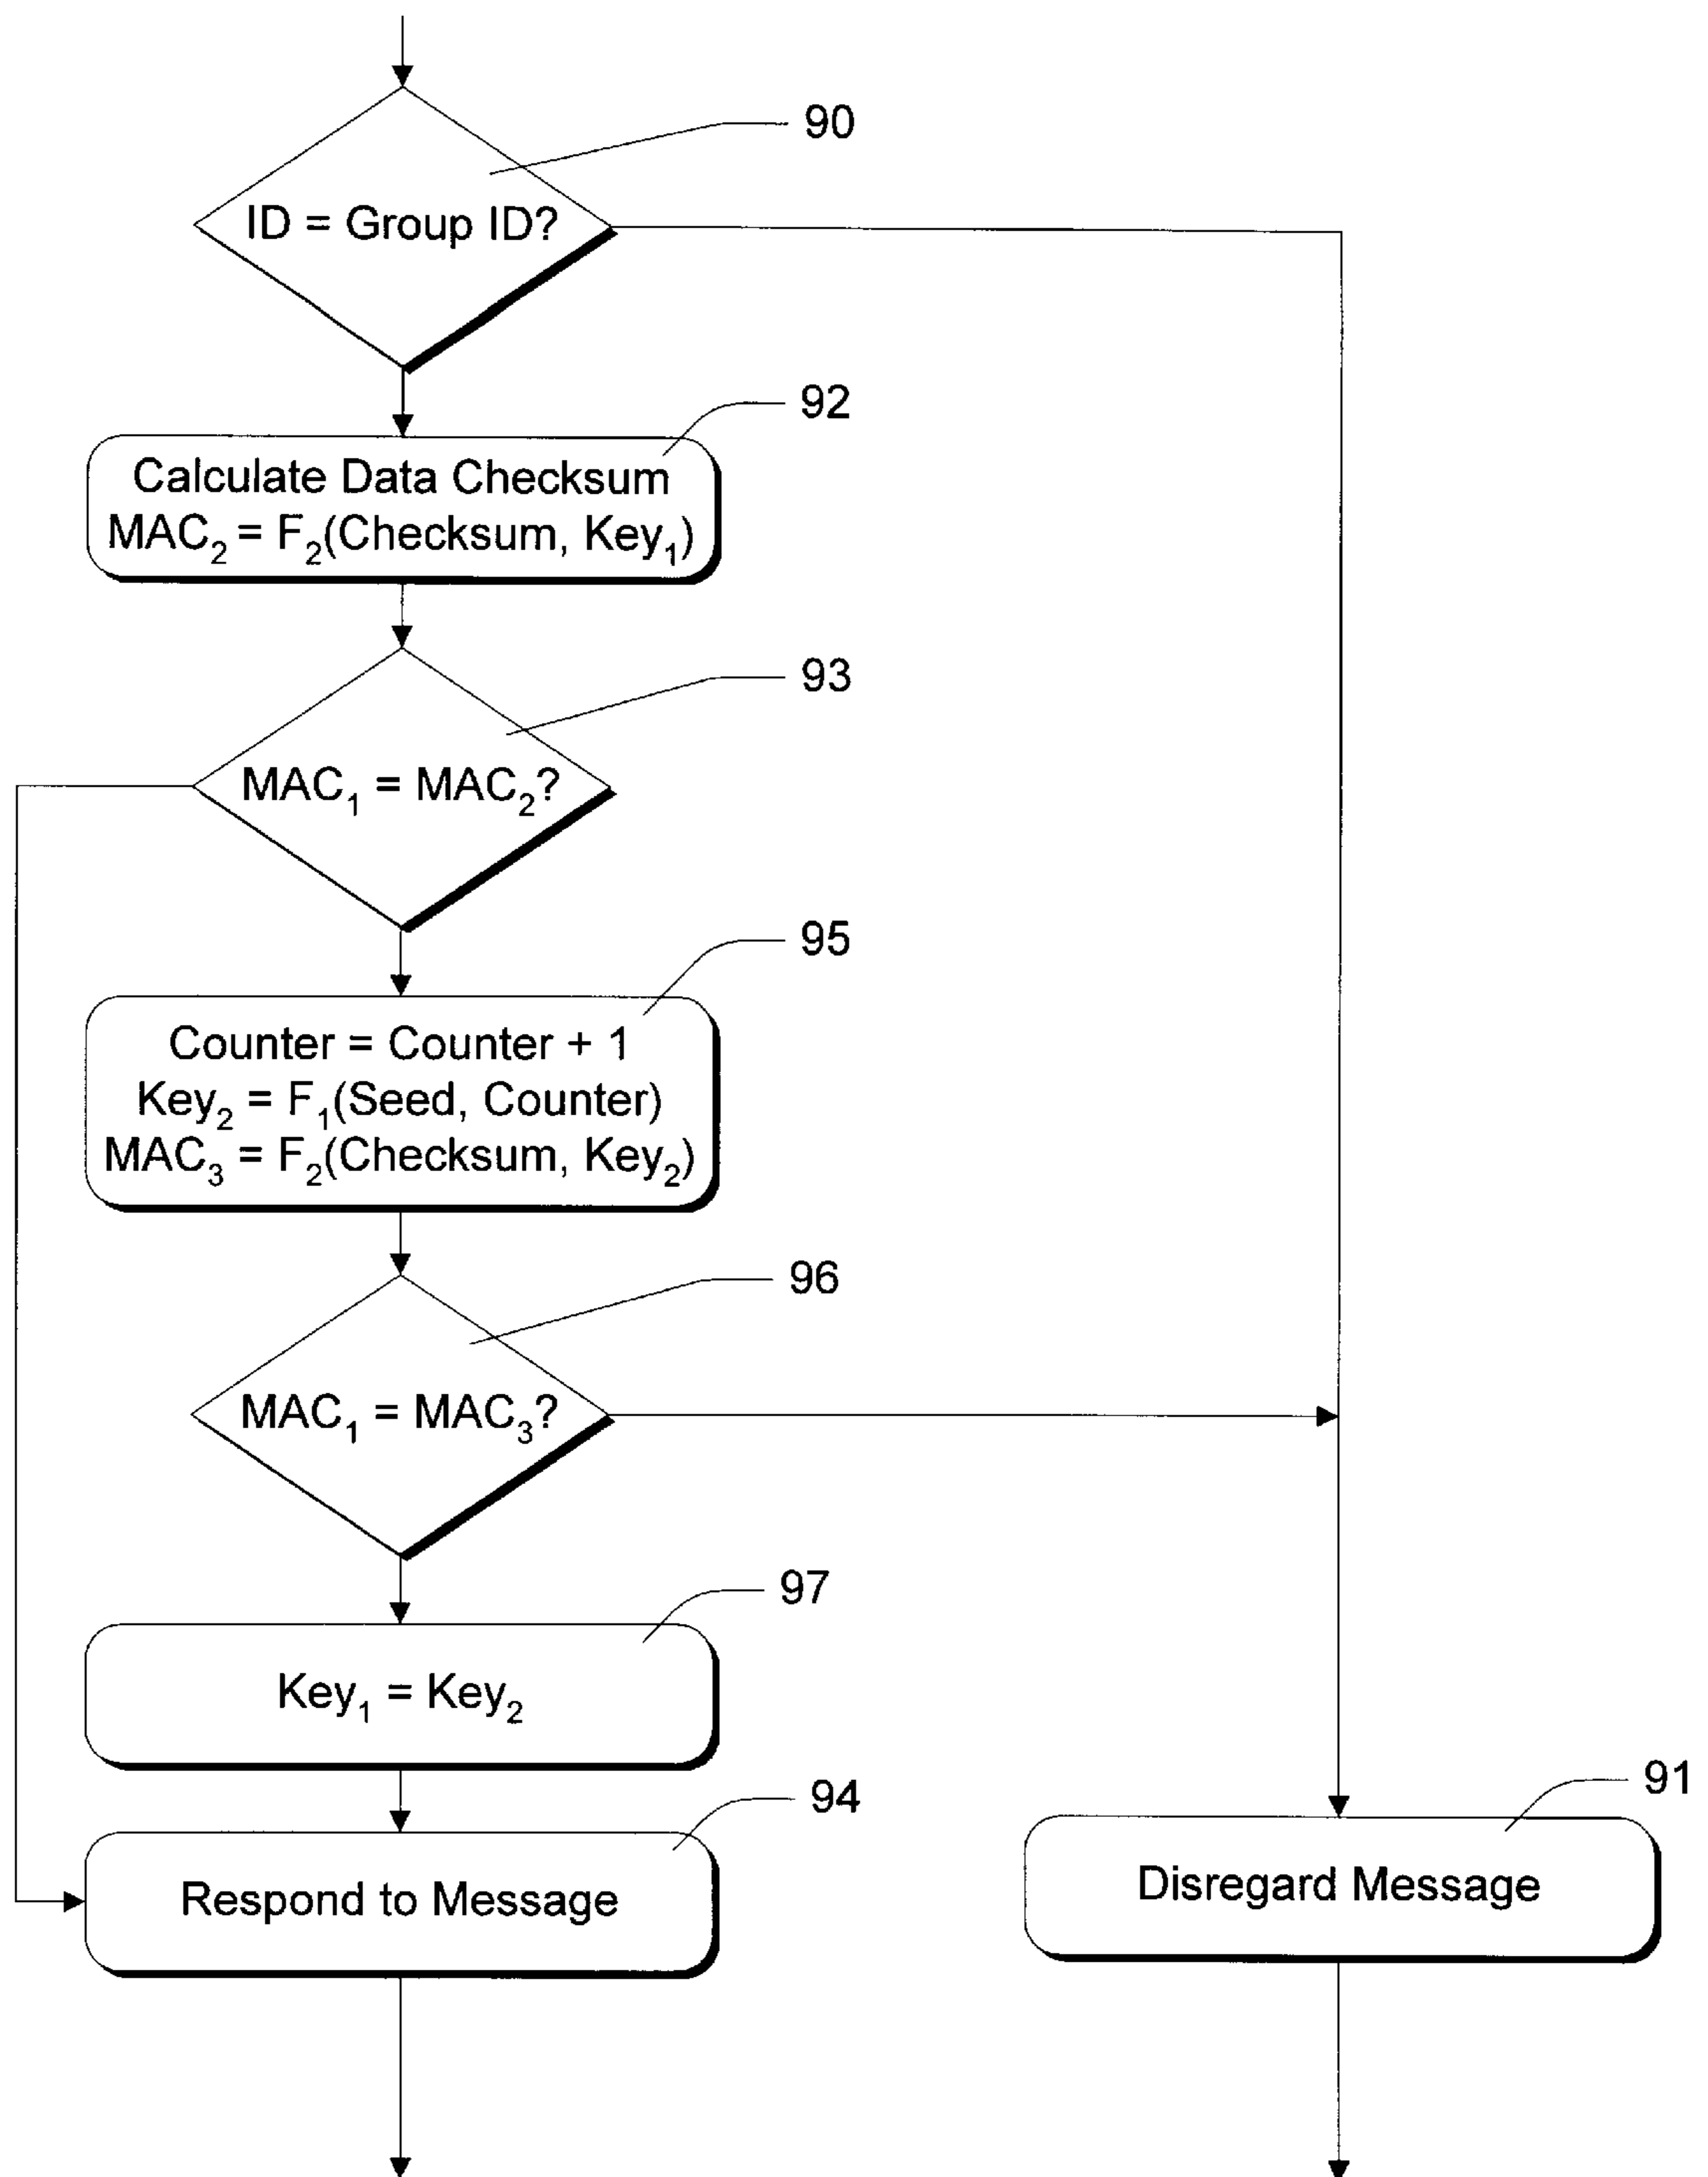 90
ID = Group ID?
92
Calculate Data Checksum
MAC₂ = F₂(Checksum, Key₁)
93
MAC₁ = MAC₂?
95
Counter = Counter + 1
Key₂ = F₁(Seed, Counter)
MAC₃ = F₂(Checksum, Key₂)
96
MAC₁ = MAC₃?
97
Key₁ = Key₂
94
Respond to Message
91
Disregard Message